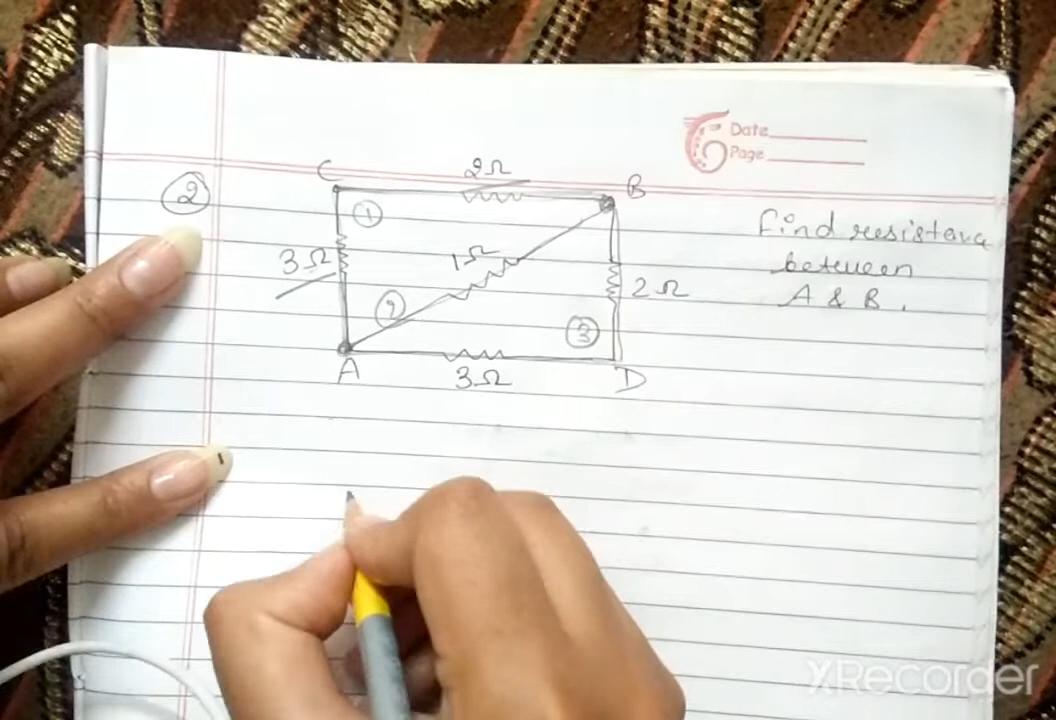 Date
Page
2
C
2Ω
B
1
3Ω
1Ω
2Ω
2
3
A
3Ω
D
find resistance
between
A & B.
XRecorder